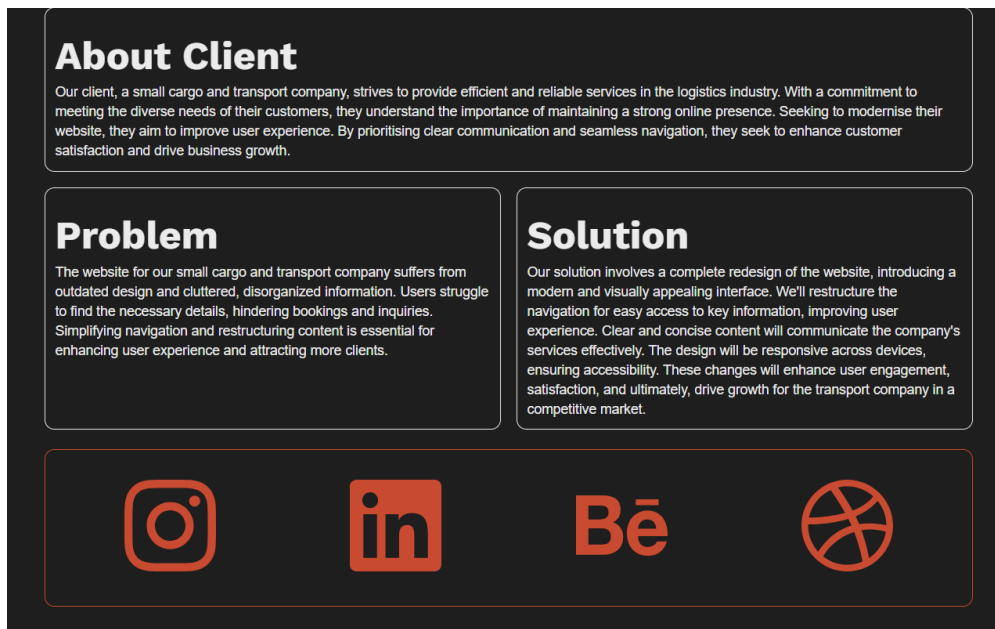 About Client
Our client, a small cargo and transport company, strives to provide efficient and reliable services in the logistics industry. With a commitment to
meeting the diverse needs of their customers, they understand the importance of maintaining a strong online presence. Seeking to modernise their
website, they aim to improve user experience. By prioritising clear communication and seamless navigation, they seek to enhance customer
satisfaction and drive business growth.
Problem
The website for our small cargo and transport company suffers from
outdated design and cluttered, disorganized information. Users struggle
to find the necessary details, hindering bookings and inquiries.
Simplifying navigation and restructuring content is essential for
enhancing user experience and attracting more clients.
Solution
Our solution involves a complete redesign of the website, introducing a
modern and visually appealing interface. We'll restructure the
navigation for easy access to key information, improving user
experience. Clear and concise content will communicate the company's
services effectively. The design will be responsive across devices,
ensuring accessibility. These changes will enhance user engagement,
satisfaction, and ultimately, drive growth for the transport company in a
competitive market.
in
Bē